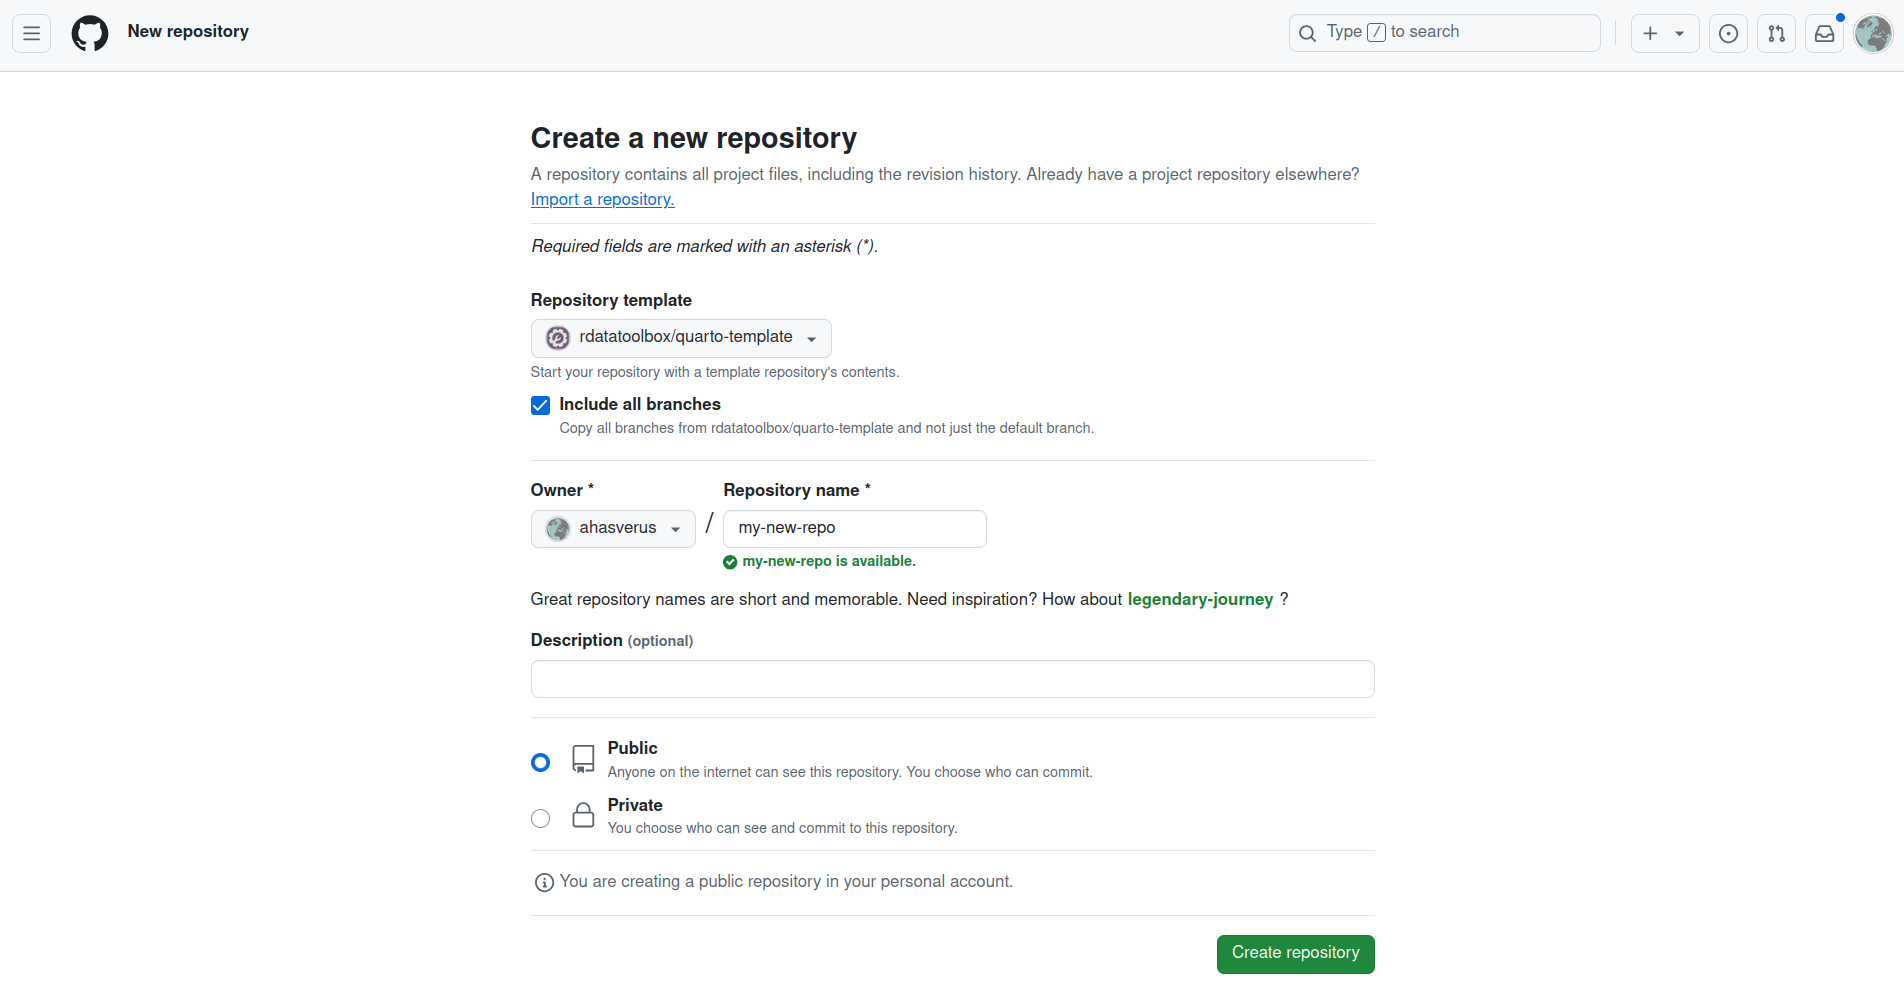 New repository
Type / to search
Create a new repository
A repository contains all project files, including the revision history. Already have a project repository elsewhere?
Import a repository.
Required fields are marked with an asterisk (*).
Repository template
rdatatoolbox/quarto-template
Start your repository with a template repository's contents.
Include all branches
Copy all branches from rdatatoolbox/quarto-template and not just the default branch.
Owner * Repository name *
ahasverus / my-new-repo
my-new-repo is available.
Great repository names are short and memorable. Need inspiration? How about legendary-journey ?
Description (optional)
Public
Anyone on the internet can see this repository. You choose who can commit.
Private
You choose who can see and commit to this repository.
You are creating a public repository in your personal account.
Create repository